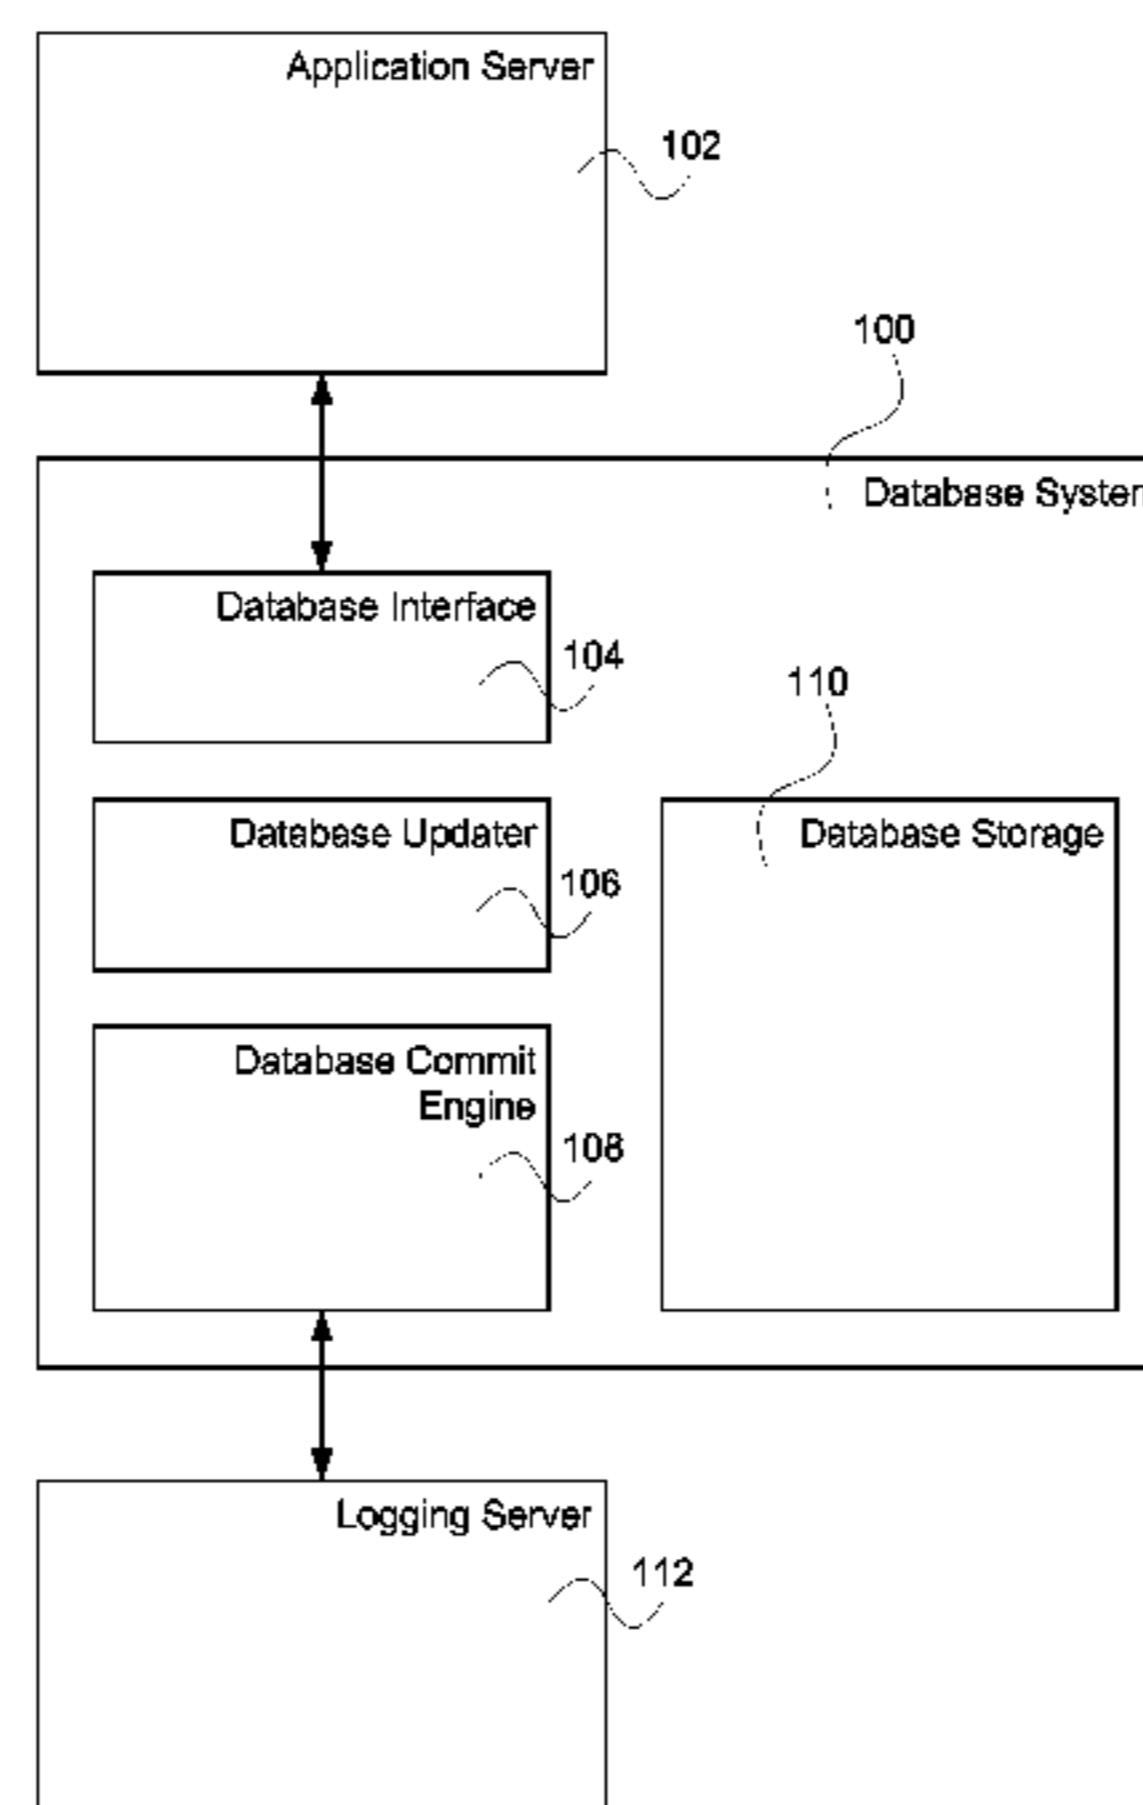 Application Server
102
100
Database System
Database Interface
104
110
Database Updater
Database Storage
106
Database Commit
Engine
108
Logging Server
112